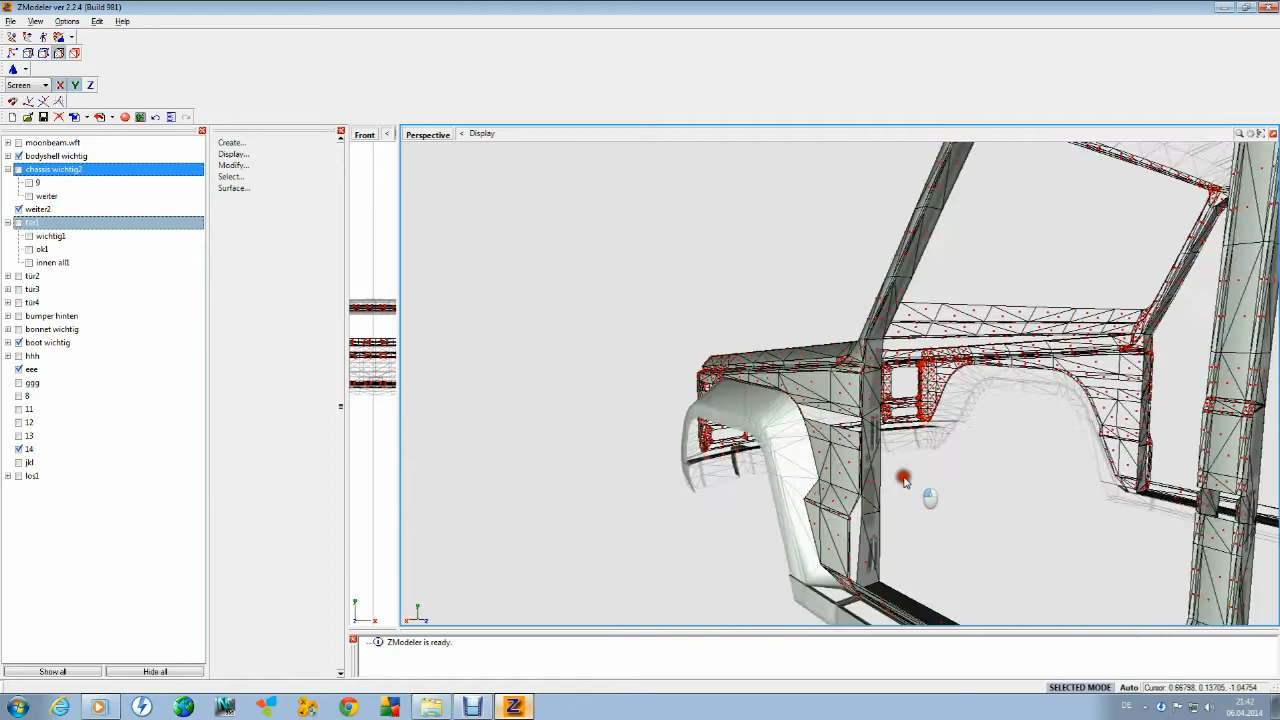 ZModeler ver 2.2.4 (Build 981)
File View Options Edit Help
Screen X Y Z
moonbeam.wft
bodyshell wichtig
chassis wichtig2
9
weiter
weiter2
tür1
wichtig1
ok1
innen all1
tür2
tür3
tür4
bumper hinten
bonnet wichtig
boot wichtig
hhh
eee
ggg
8
11
12
13
14
jkl
los1
Show all Hide all
Create...
Display...
Modify...
Select...
Surface...
Front <
Perspective < Display
y
x
z
y
x
z
ZModeler is ready.
SELECTED MODE Auto Cursor: 0.66798, 0.13705, -1.04754
DE
21:42
06.04.2014